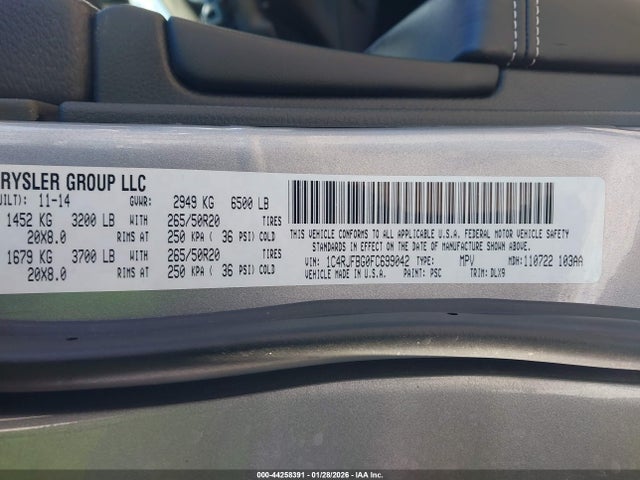 RYSLER GROUP LLC
UILT): 11-14 GVWR: 2949 KG 6500 LB
1452 KG 3200 LB WITH 265/50R20 TIRES
20X8.0 RIMS AT 250 KPA ( 36 PSI) COLD
1679 KG 3700 LB WITH 265/50R20 TIRES
20X8.0 RIMS AT 250 KPA ( 36 PSI) COLD
THIS VEHICLE CONFORMS TO ALL APPLICABLE U.S.A. FEDERAL MOTOR VEHICLE SAFETY
STANDARDS IN EFFECT ON THE DATE OF MANUFACTURE SHOWN ABOVE.
VIN: 1C4RJFBG0FC699042 TYPE: MPV MDH: 110722 103AA
VEHICLE MADE IN U.S.A. PAINT: PSC TRIM: DLX9
000-44258391 - 01/28/2026 - IAA, Inc.